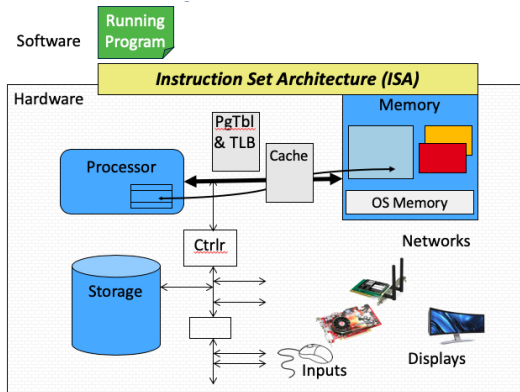 Running
Program
Software
Instruction Set Architecture (ISA)
Hardware
Memory
PgTbl
& TLB
Cache
Processor
OS Memory
Ctrlr
Networks
Storage
Inputs
Displays